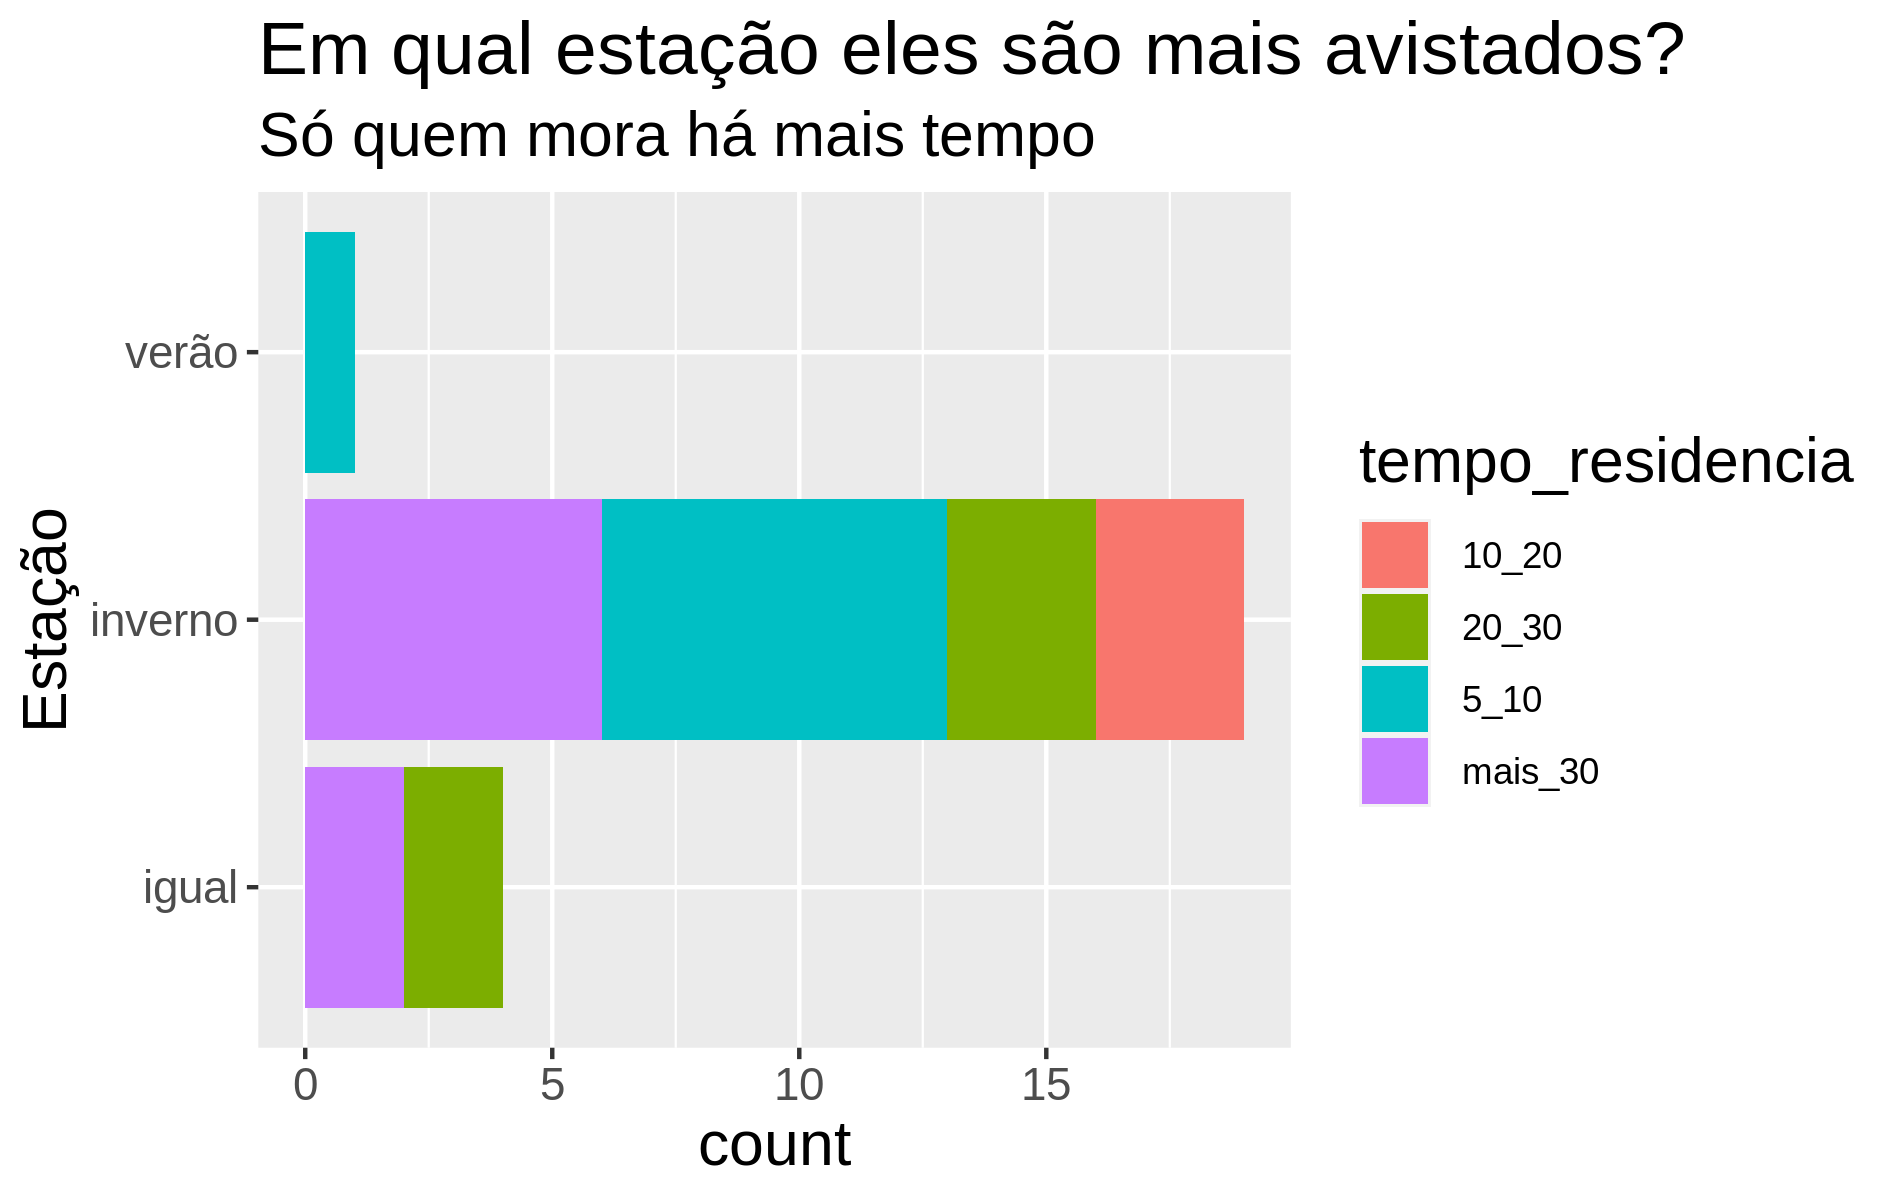 Em qual estação eles são mais avistados?
Só quem mora há mais tempo
Estação
verão
inverno
igual
0 5 10 15
count
tempo_residencia
10_20
20_30
5_10
mais_30